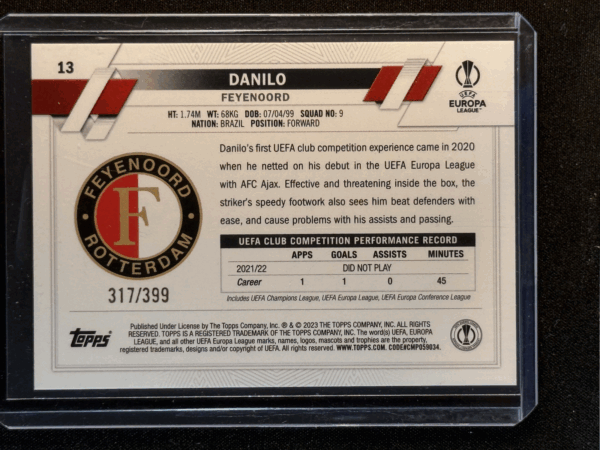 13
DANILO
FEYENOORD
HT: 1.74M WT: 68KG DOB: 07/04/99 SQUAD NO: 9
NATION: BRAZIL POSITION: FORWARD
UEFA
EUROPA
LEAGUE™
Danilo's first UEFA club competition experience came in 2020
when he netted on his debut in the UEFA Europa League
with AFC Ajax. Effective and threatening inside the box, the
striker's speedy footwork also sees him beat defenders with
ease, and cause problems with his assists and passing.
FEYENOORD
F
ROTTERDAM
317/399
UEFA CLUB COMPETITION PERFORMANCE RECORD
APPS GOALS ASSISTS MINUTES
2021/22 DID NOT PLAY
Career 1 1 0 45
Includes UEFA Champions League, UEFA Europa League, UEFA Europa Conference League
Topps
Published Under License by The Topps Company, Inc. ® & © 2023 THE TOPPS COMPANY, INC. ALL RIGHTS
RESERVED. TOPPS IS A REGISTERED TRADEMARK OF THE TOPPS COMPANY, INC. The word(s) UEFA, EUROPA
LEAGUE, and all other UEFA Europa League marks, names, logos, mascots and trophies are the property,
registered trademarks, designs and/or copyright of UEFA. All rights reserved. WWW.TOPPS.COM. CODE#CMP059034.